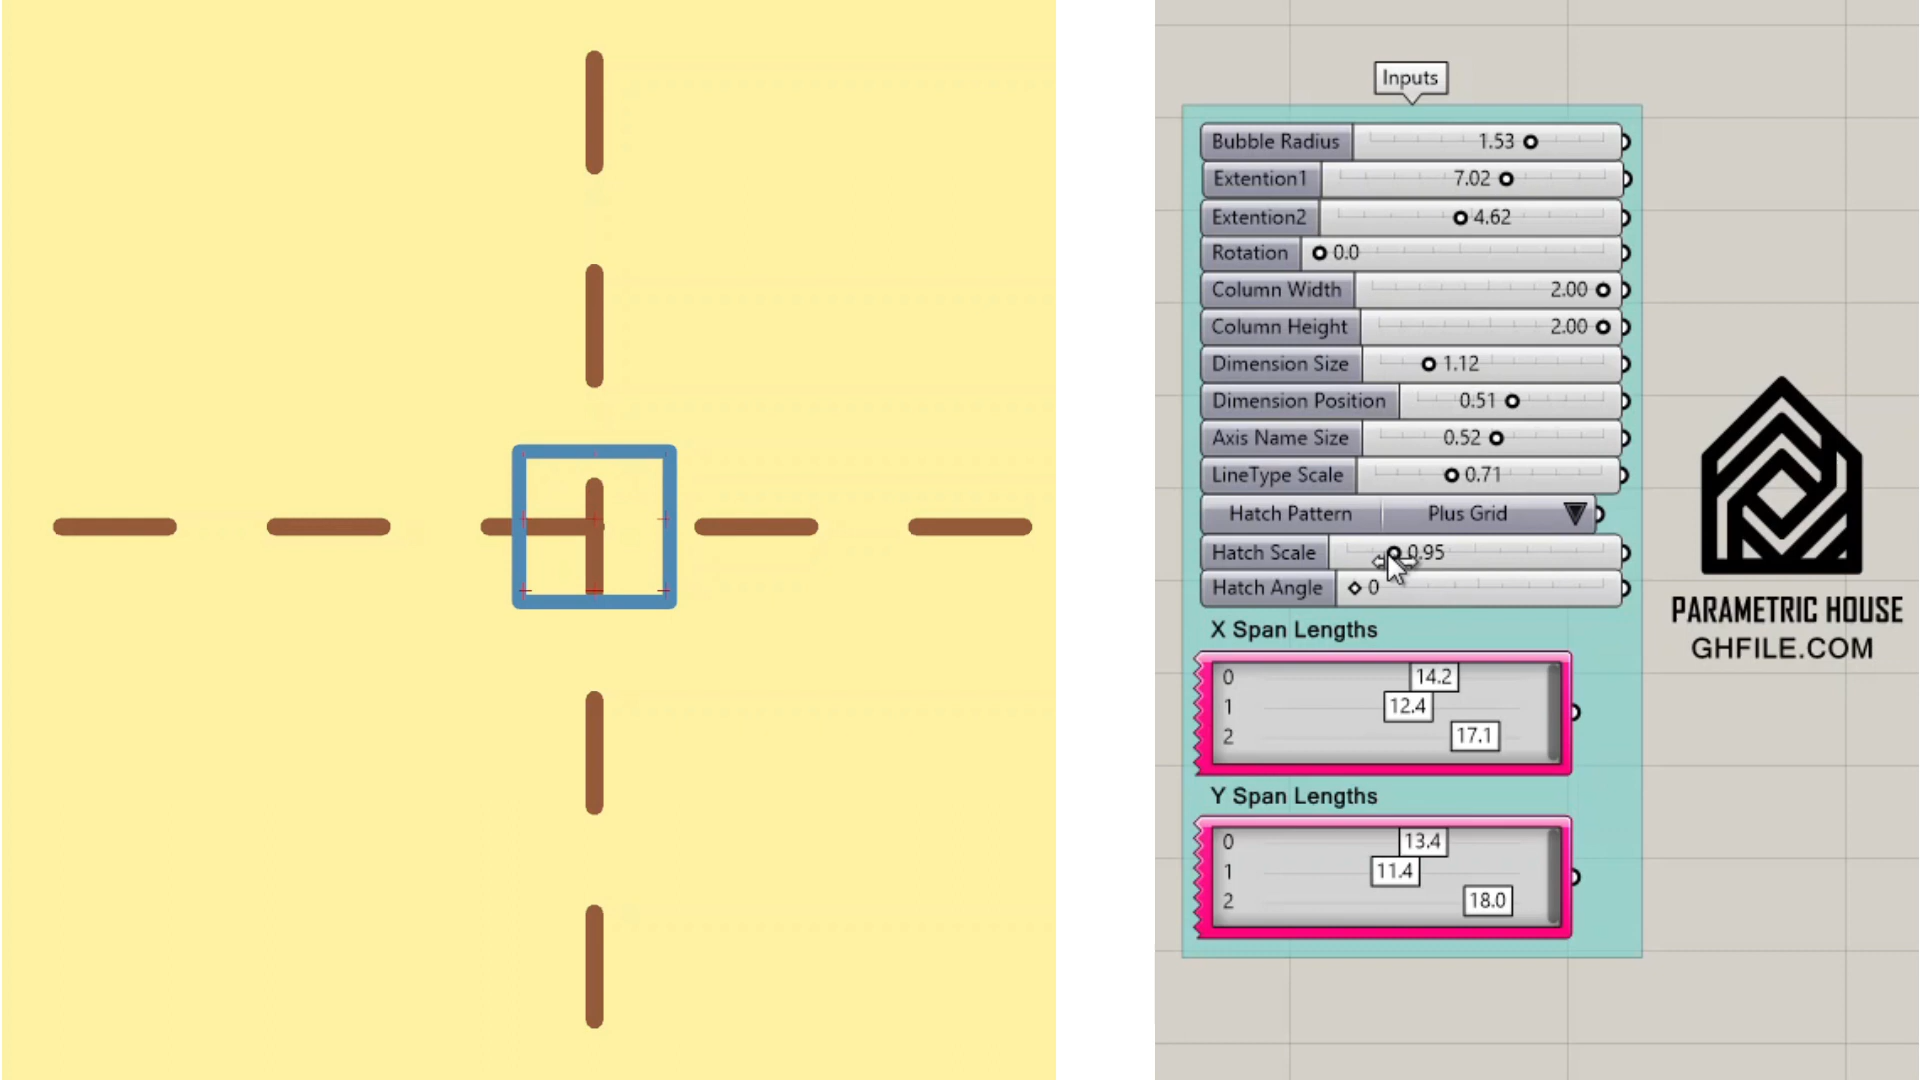 Inputs
Bubble Radius 1.53
Extention1 7.02
Extention2 4.62
Rotation 0.0
Column Width 2.00
Column Height 2.00
Dimension Size 1.12
Dimension Position 0.51
Axis Name Size 0.52
LineType Scale 0.71
Hatch Pattern Plus Grid
Hatch Scale 0.95
Hatch Angle 0
X Span Lengths
0 14.2
1 12.4
2 17.1
Y Span Lengths
0 13.4
1 11.4
2 18.0
PARAMETRIC HOUSE
GHFILE.COM